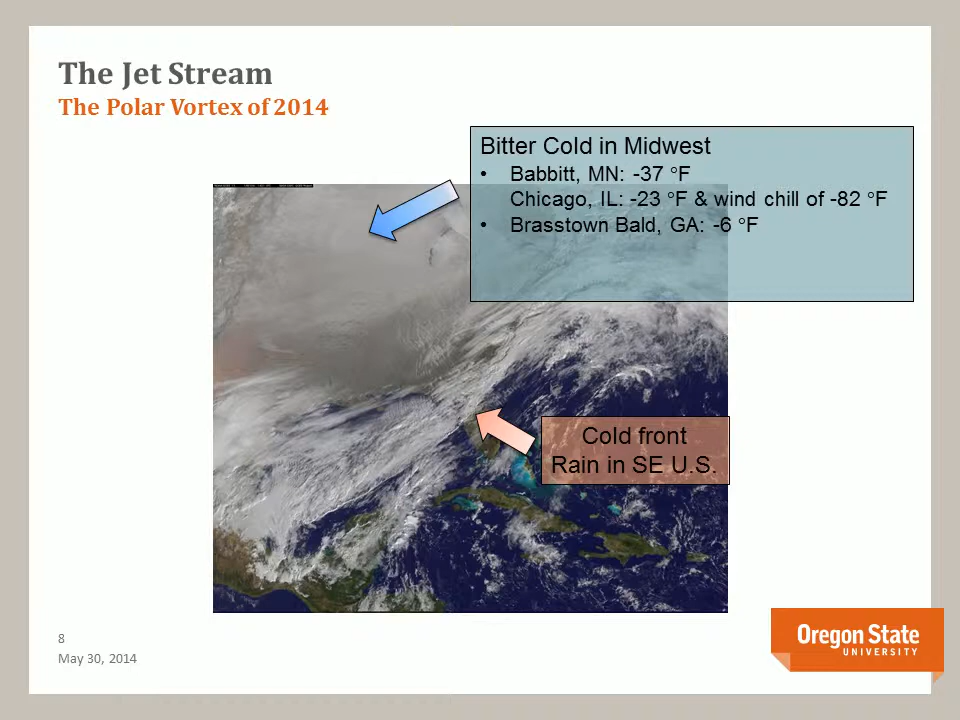 The Jet Stream
The Polar Vortex of 2014
Bitter Cold in Midwest
• Babbitt, MN: -37 °F
Chicago, IL: -23 °F & wind chill of -82 °F
• Brasstown Bald, GA: -6 °F
Cold front
Rain in SE U.S.
8
May 30, 2014
Oregon State
UNIVERSITY